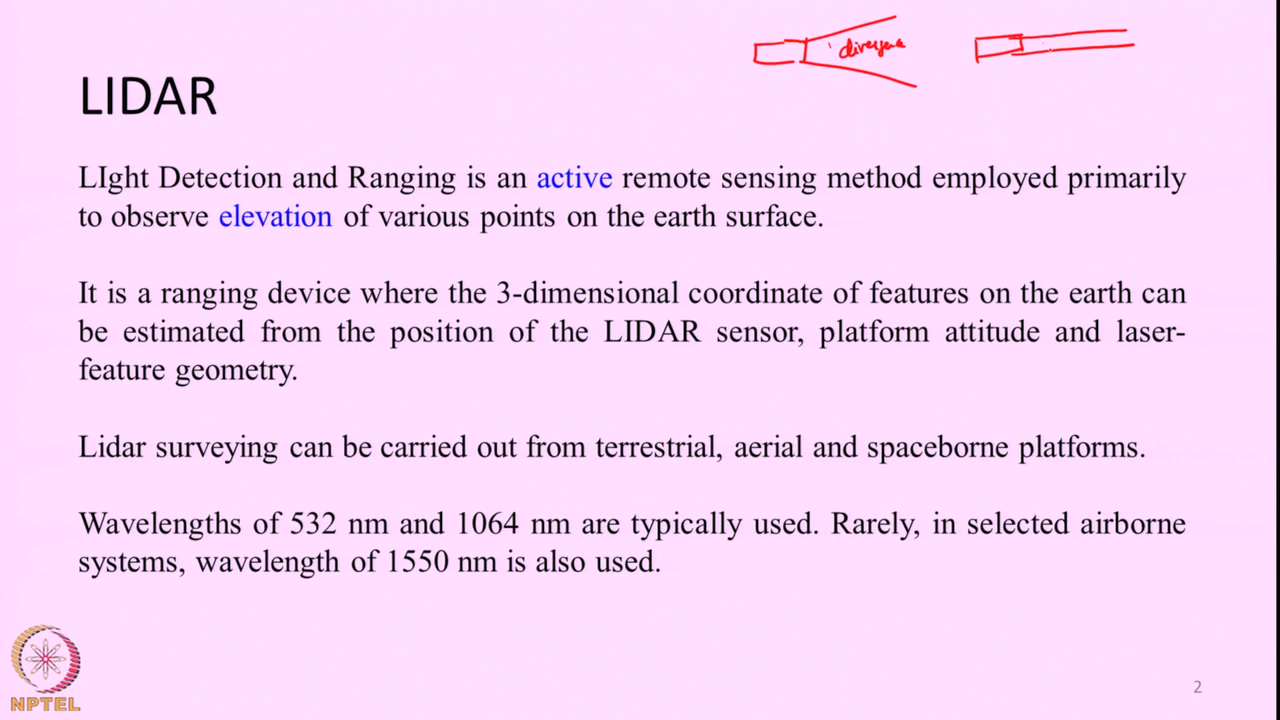 divergence
LIDAR
LIght Detection and Ranging is an active remote sensing method employed primarily
to observe elevation of various points on the earth surface.
It is a ranging device where the 3-dimensional coordinate of features on the earth can
be estimated from the position of the LIDAR sensor, platform attitude and laser-
feature geometry.
Lidar surveying can be carried out from terrestrial, aerial and spaceborne platforms.
Wavelengths of 532 nm and 1064 nm are typically used. Rarely, in selected airborne
systems, wavelength of 1550 nm is also used.
NPTEL
2